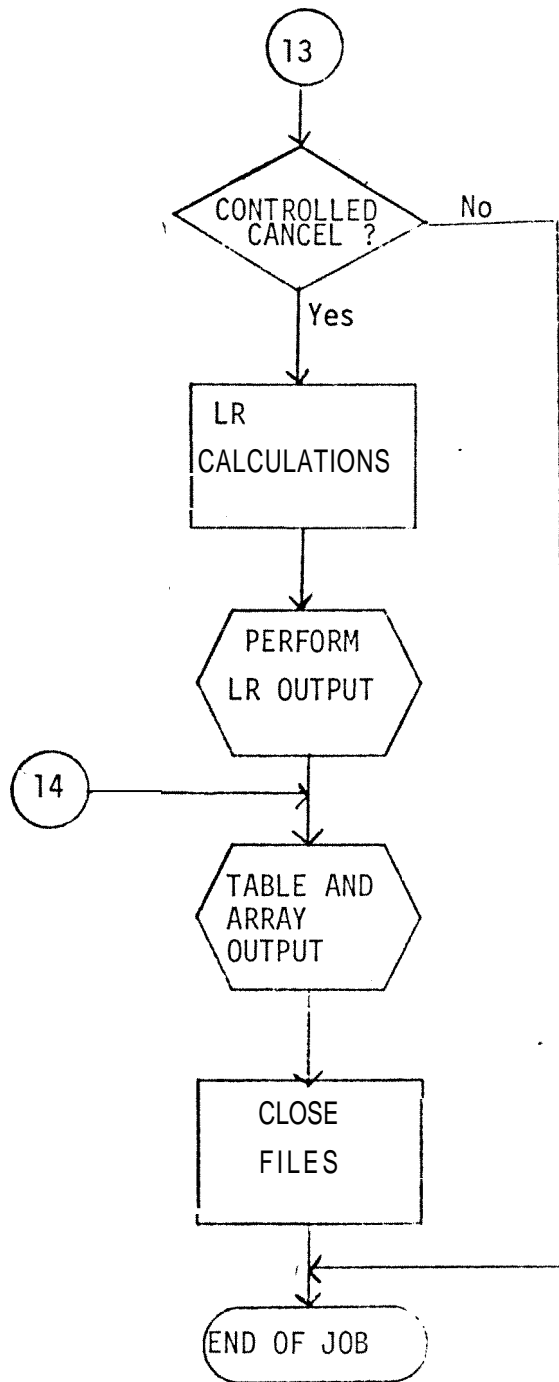 13
CONTROLLED
CANCEL ?
No
Yes
LR
CALCULATIONS
PERFORM
LR OUTPUT
14
TABLE AND
ARRAY
OUTPUT
CLOSE
FILES
END OF JOB